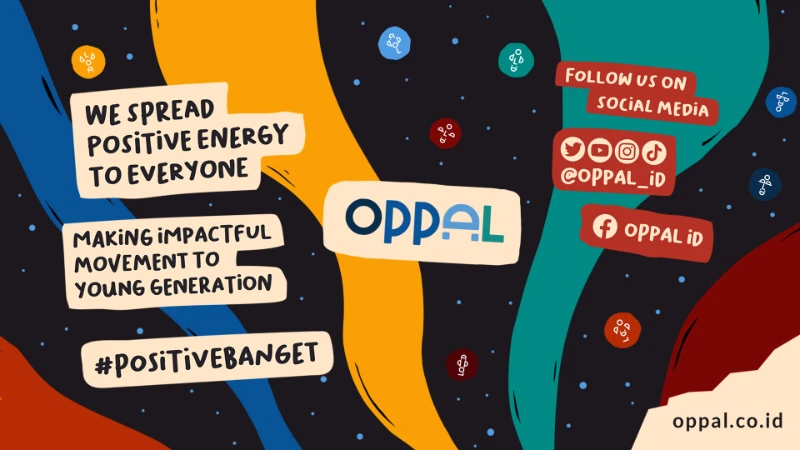 WE SPREAD
POSiTiVE ENERGY
TO EVERYONE
MAKiNG iMPACTFUL
MOVEMENT TO
YOUNG GENERATION
#POSiTiVEBANGET
OPPAL
FOLLOW US ON
SOCiAL MEDiA
@OPPAL_iD
OPPAL iD
oppal.co.id